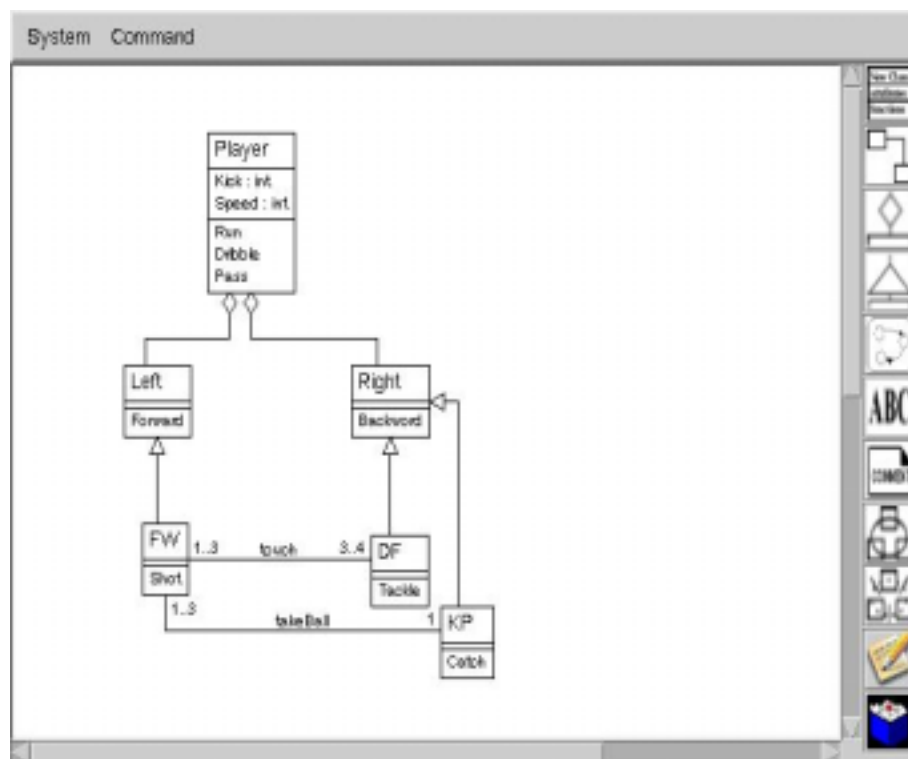 System Command
Player
Kick : int
Speed : int
Run
Dribble
Pass
Left
Forward
Right
Backword
FW
Shot
1..3
touch
3..4
DF
Tackle
1..3
takeBall
1
KP
Catch
ABC